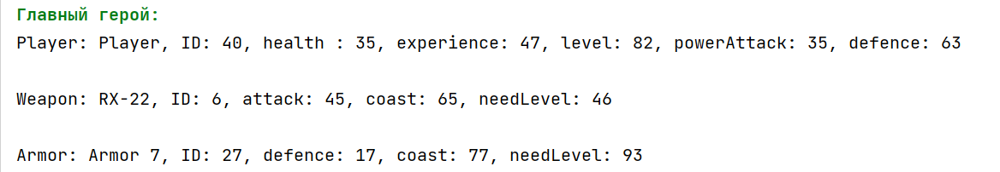 Главный герой:
Player: Player, ID: 40, health : 35, experience: 47, level: 82, powerAttack: 35, defence: 63
Weapon: RX-22, ID: 6, attack: 45, coast: 65, needLevel: 46
Armor: Armor 7, ID: 27, defence: 17, coast: 77, needLevel: 93